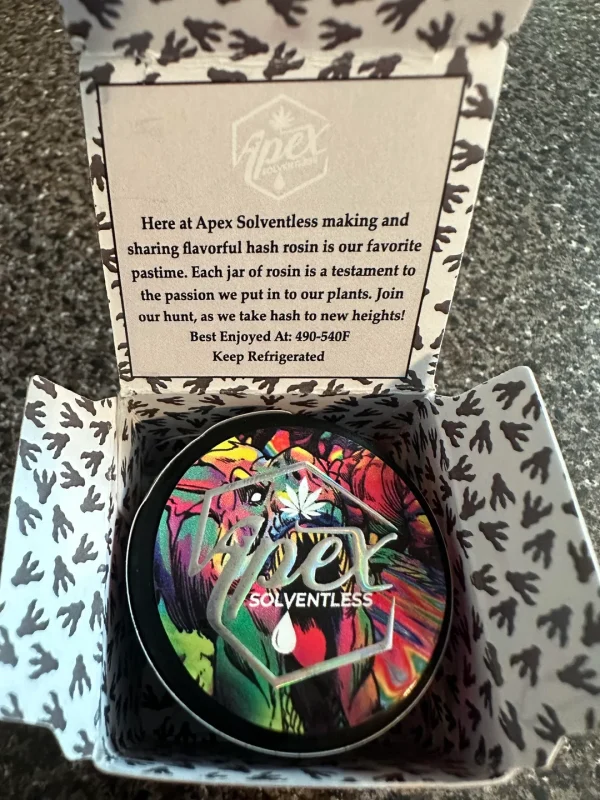 Apex
SOLVENTLESS
Here at Apex Solventless making and
sharing flavorful hash rosin is our favorite
pastime. Each jar of rosin is a testament to
the passion we put in to our plants. Join
our hunt, as we take hash to new heights!
Best Enjoyed At: 490-540F
Keep Refrigerated
Apex
SOLVENTLESS